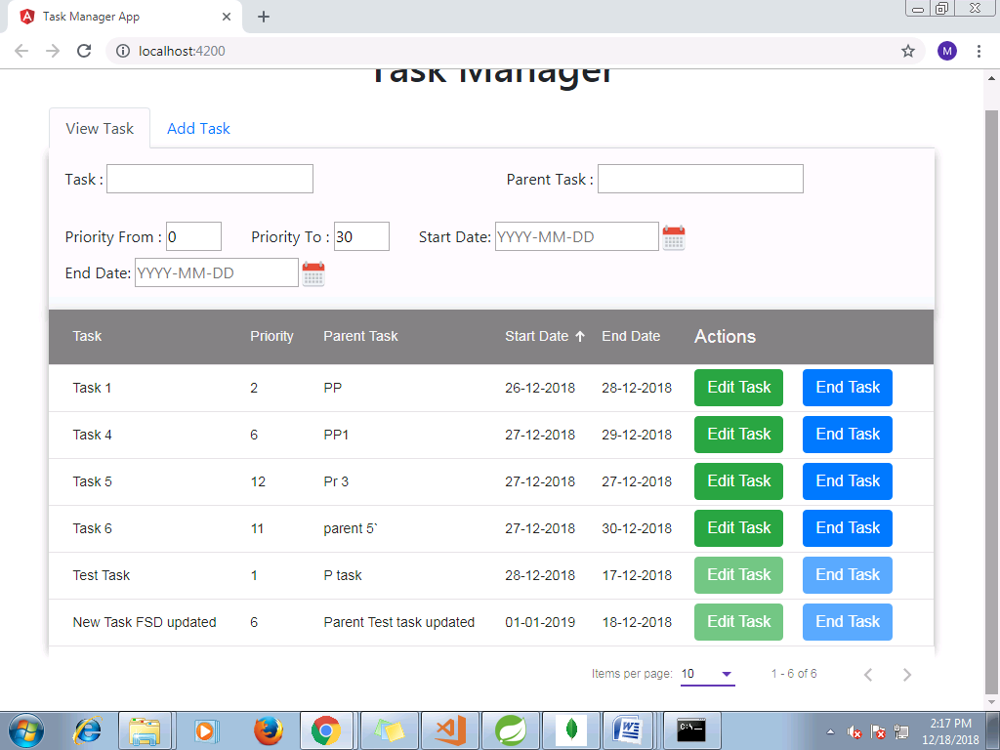 Task Manager App
localhost:4200
M
Task Manager
View Task Add Task
Task : Parent Task :
Priority From : 0 Priority To : 30 Start Date: YYYY-MM-DD
End Date: YYYY-MM-DD
Task Priority Parent Task Start Date End Date Actions
Task 1 2 PP 26-12-2018 28-12-2018 Edit Task End Task
Task 4 6 PP1 27-12-2018 29-12-2018 Edit Task End Task
Task 5 12 Pr 3 27-12-2018 27-12-2018 Edit Task End Task
Task 6 11 parent 5` 27-12-2018 30-12-2018 Edit Task End Task
Test Task 1 P task 28-12-2018 17-12-2018 Edit Task End Task
New Task FSD updated 6 Parent Test task updated 01-01-2019 18-12-2018 Edit Task End Task
Items per page: 10 1 - 6 of 6
2:17 PM
12/18/2018